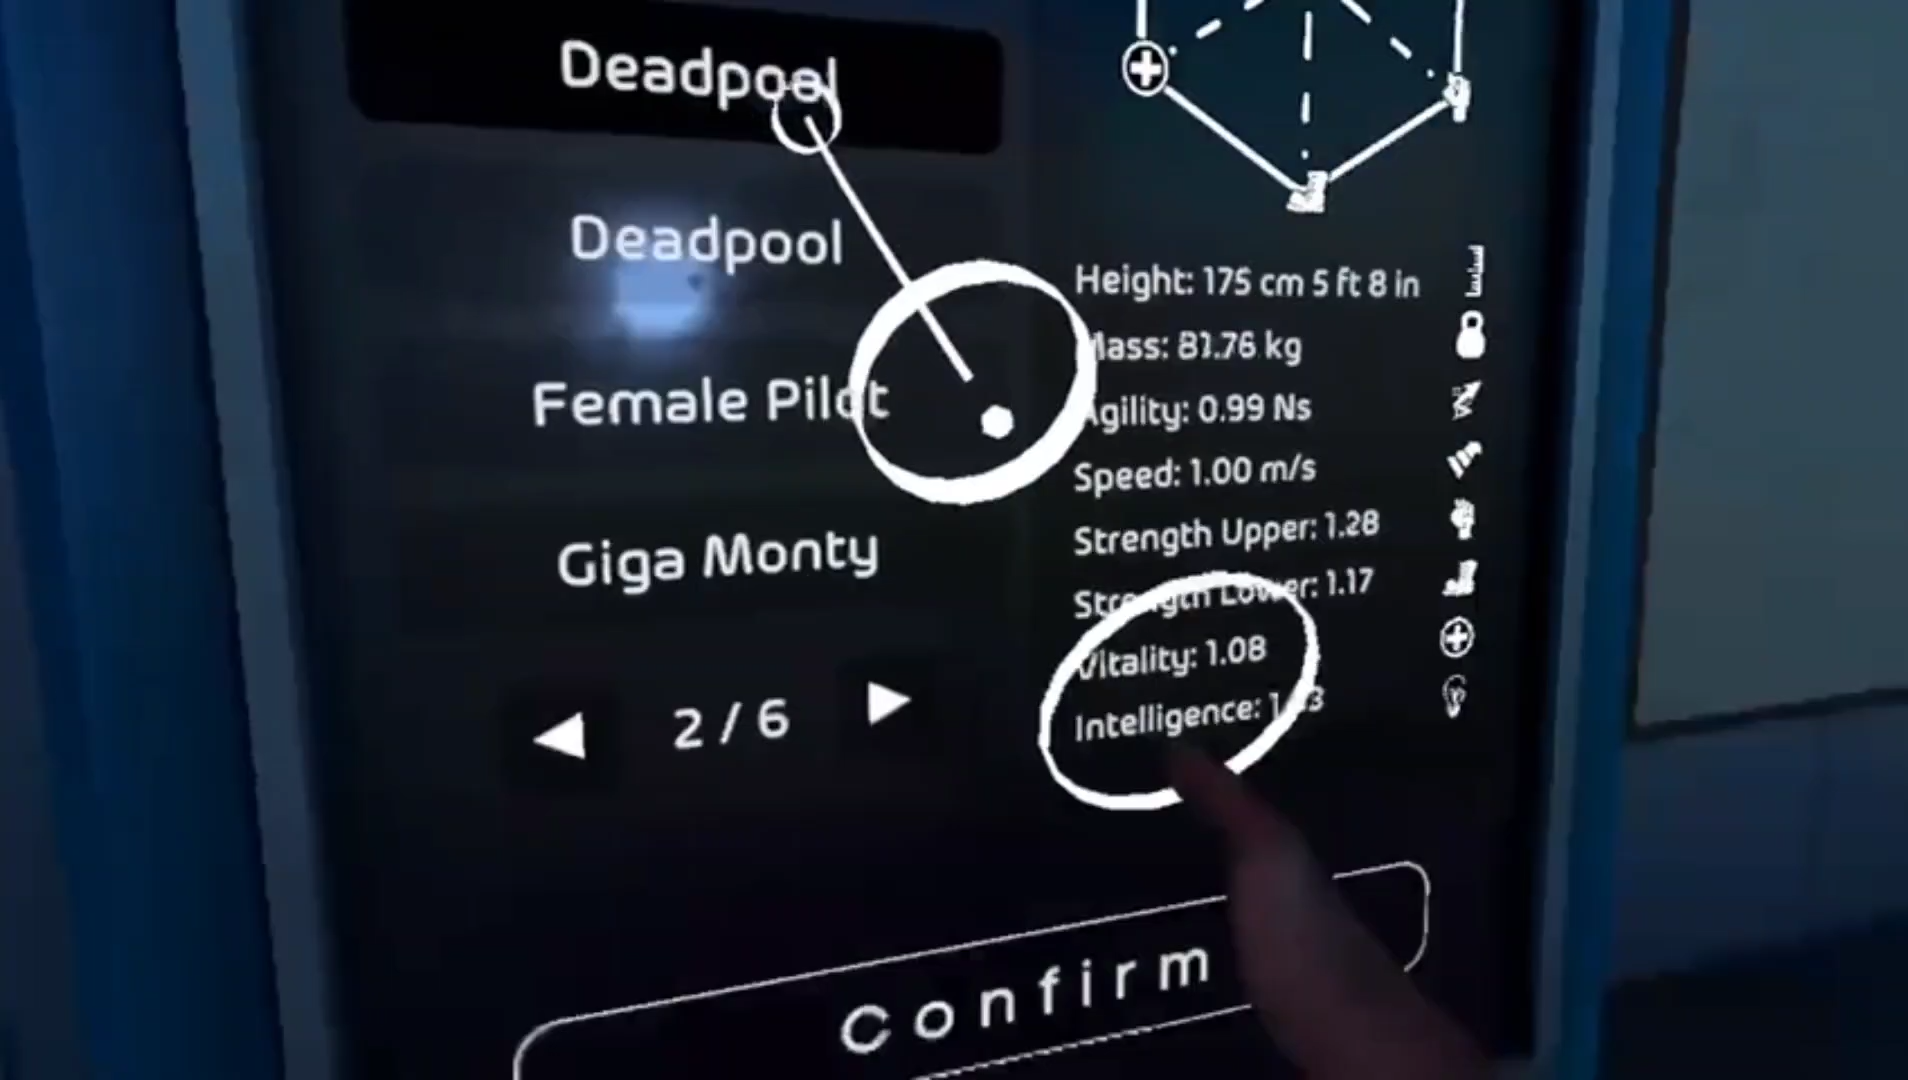 Deadpool
Deadpool
Female Pilot
Giga Monty
2 / 6
Height: 175 cm 5 ft 8 in
Mass: 81.76 kg
Agility: 0.99 Ns
Speed: 1.00 m/s
Strength Upper: 1.28
Strength Lower: 1.17
Vitality: 1.08
Intelligence:
Confirm